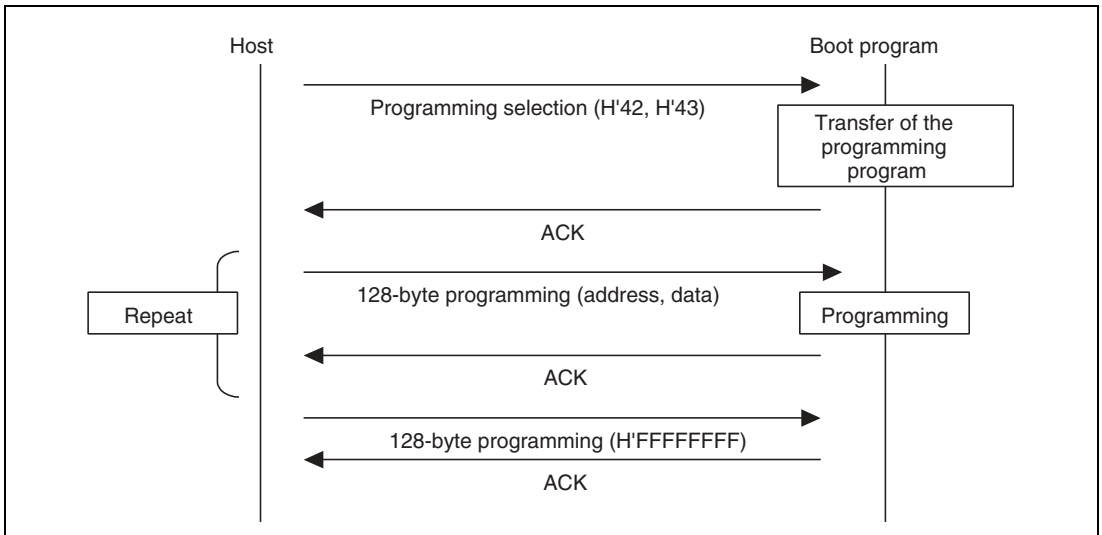 Host
Boot program
Programming selection (H'42, H'43)
Transfer of the
programming
program
ACK
128-byte programming (address, data)
Repeat
Programming
ACK
128-byte programming (H'FFFFFFFF)
ACK